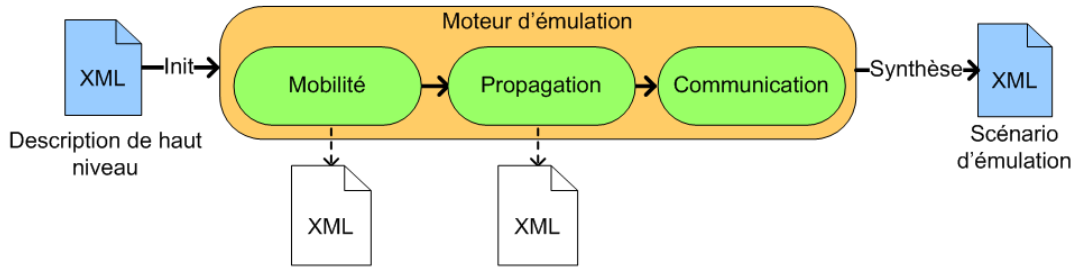 Moteur d'émulation
XML
Init
Mobilité
Propagation
Communication
Synthèse
XML
Description de haut
niveau
Scénario
d'émulation
XML
XML